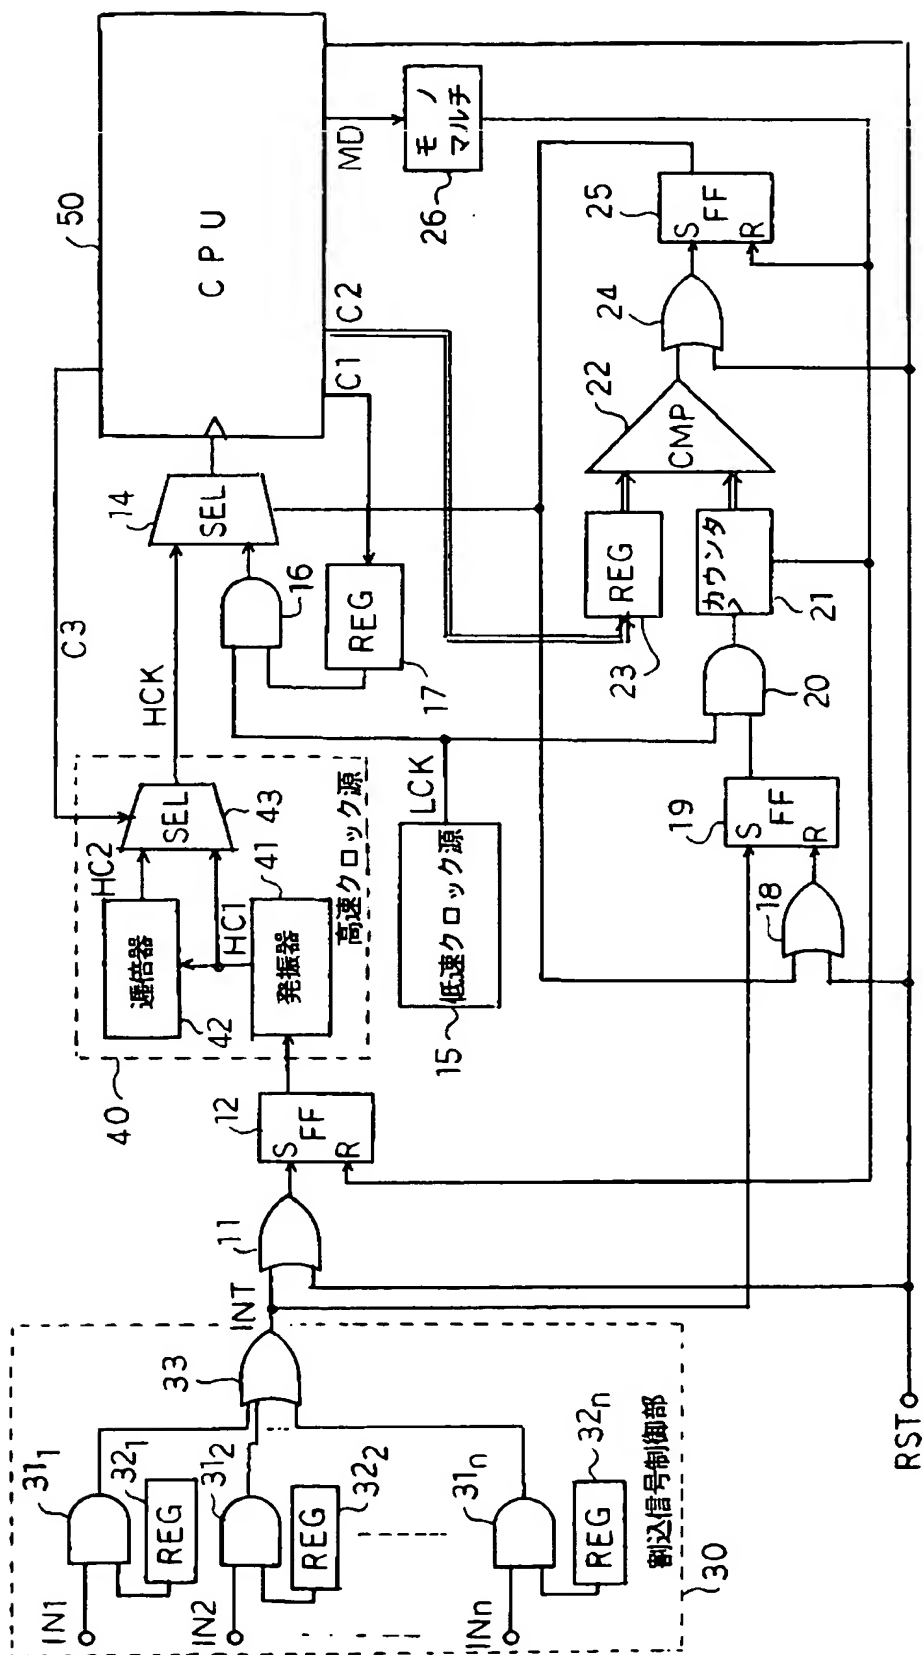 IN1
31₁
32₁
REG
IN2
31₂
REG
32₂
INn
31n
REG
32n
33
割込信号制御部
30
INT
11
12
S
FF
R
40
逓倍器
42
HC2
HC1
発振器
41
高速クロック源
SEL
43
C3
HCK
14
SEL
16
REG
17
50
CPU
C1
C2
MD
モノ
マルチ
26
15
低速クロック源
LCK
18
19
S
FF
R
20
カウンタ
21
REG
23
22
CMP
24
25
S
FF
R
RST